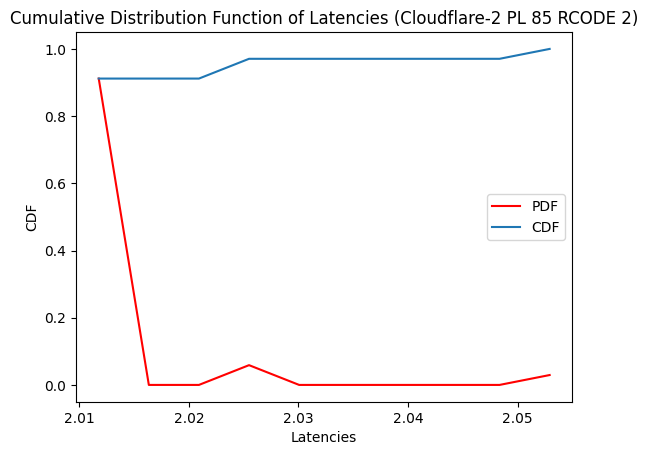 Cumulative Distribution Function of Latencies (Cloudflare-2 PL 85 RCODE 2)
1.0
0.8
0.6
0.4
0.2
0.0
CDF
PDF
CDF
2.01 2.02 2.03 2.04 2.05
Latencies